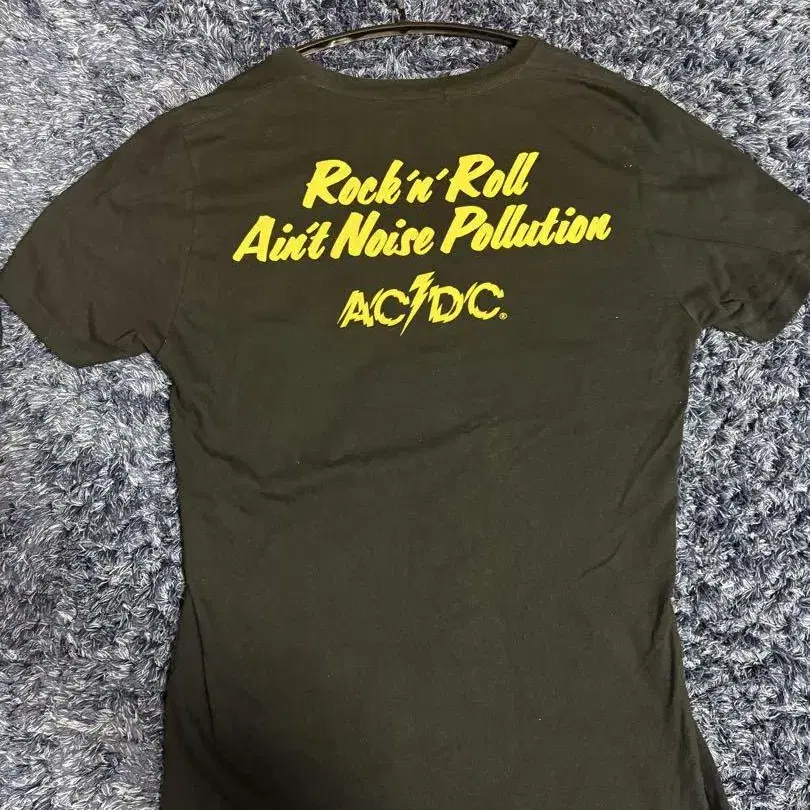 Rock 'n' Roll
Ain't Noise Pollution
AC⚡DC®